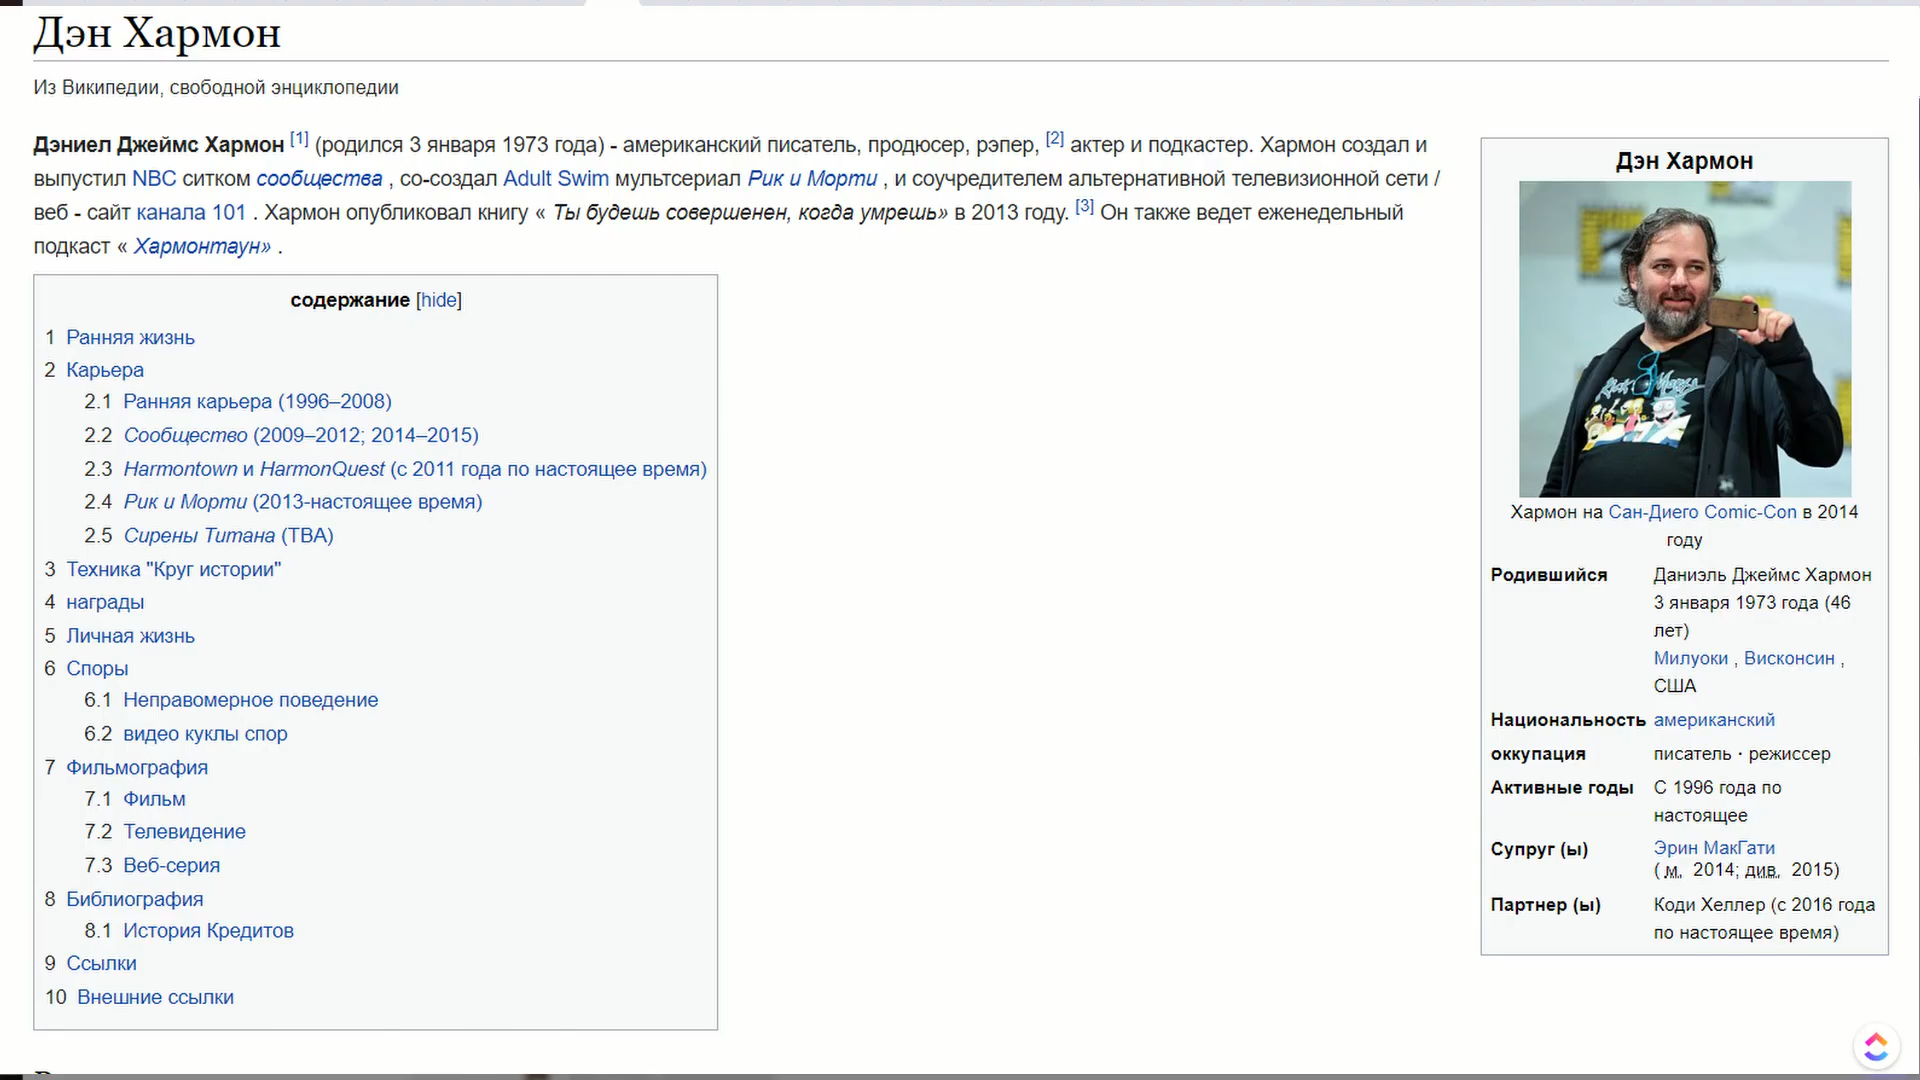 Дэн Хармон
Из Википедии, свободной энциклопедии
Дэниел Джеймс Хармон [1] (родился 3 января 1973 года) - американский писатель, продюсер, рэпер, [2] актер и подкастер. Хармон создал и
выпустил NBC ситком сообщества , со-создал Adult Swim мультсериал Рик и Морти , и соучредителем альтернативной телевизионной сети /
веб - сайт канала 101 . Хармон опубликовал книгу « Ты будешь совершенен, когда умрешь» в 2013 году. [3] Он также ведет еженедельный
подкаст « Хармонтаун» .
содержание [hide]
1 Ранняя жизнь
2 Карьера
2.1 Ранняя карьера (1996–2008)
2.2 Сообщество (2009–2012; 2014–2015)
2.3 Harmontown и HarmonQuest (с 2011 года по настоящее время)
2.4 Рик и Морти (2013-настоящее время)
2.5 Сирены Титана (TBA)
3 Техника "Круг истории"
4 награды
5 Личная жизнь
6 Споры
6.1 Неправомерное поведение
6.2 видео куклы спор
7 Фильмография
7.1 Фильм
7.2 Телевидение
7.3 Веб-серия
8 Библиография
8.1 История Кредитов
9 Ссылки
10 Внешние ссылки
Дэн Хармон
Rick and Morty
Хармон на Сан-Диего Comic-Con в 2014
году
Родившийся Даниэль Джеймс Хармон
3 января 1973 года (46
лет)
Милуоки , Висконсин ,
США
Национальность американский
оккупация писатель · режиссер
Активные годы С 1996 года по
настоящее
Супруг (ы) Эрин МакГати
( м. 2014; див. 2015)
Партнер (ы) Коди Хеллер (с 2016 года
по настоящее время)